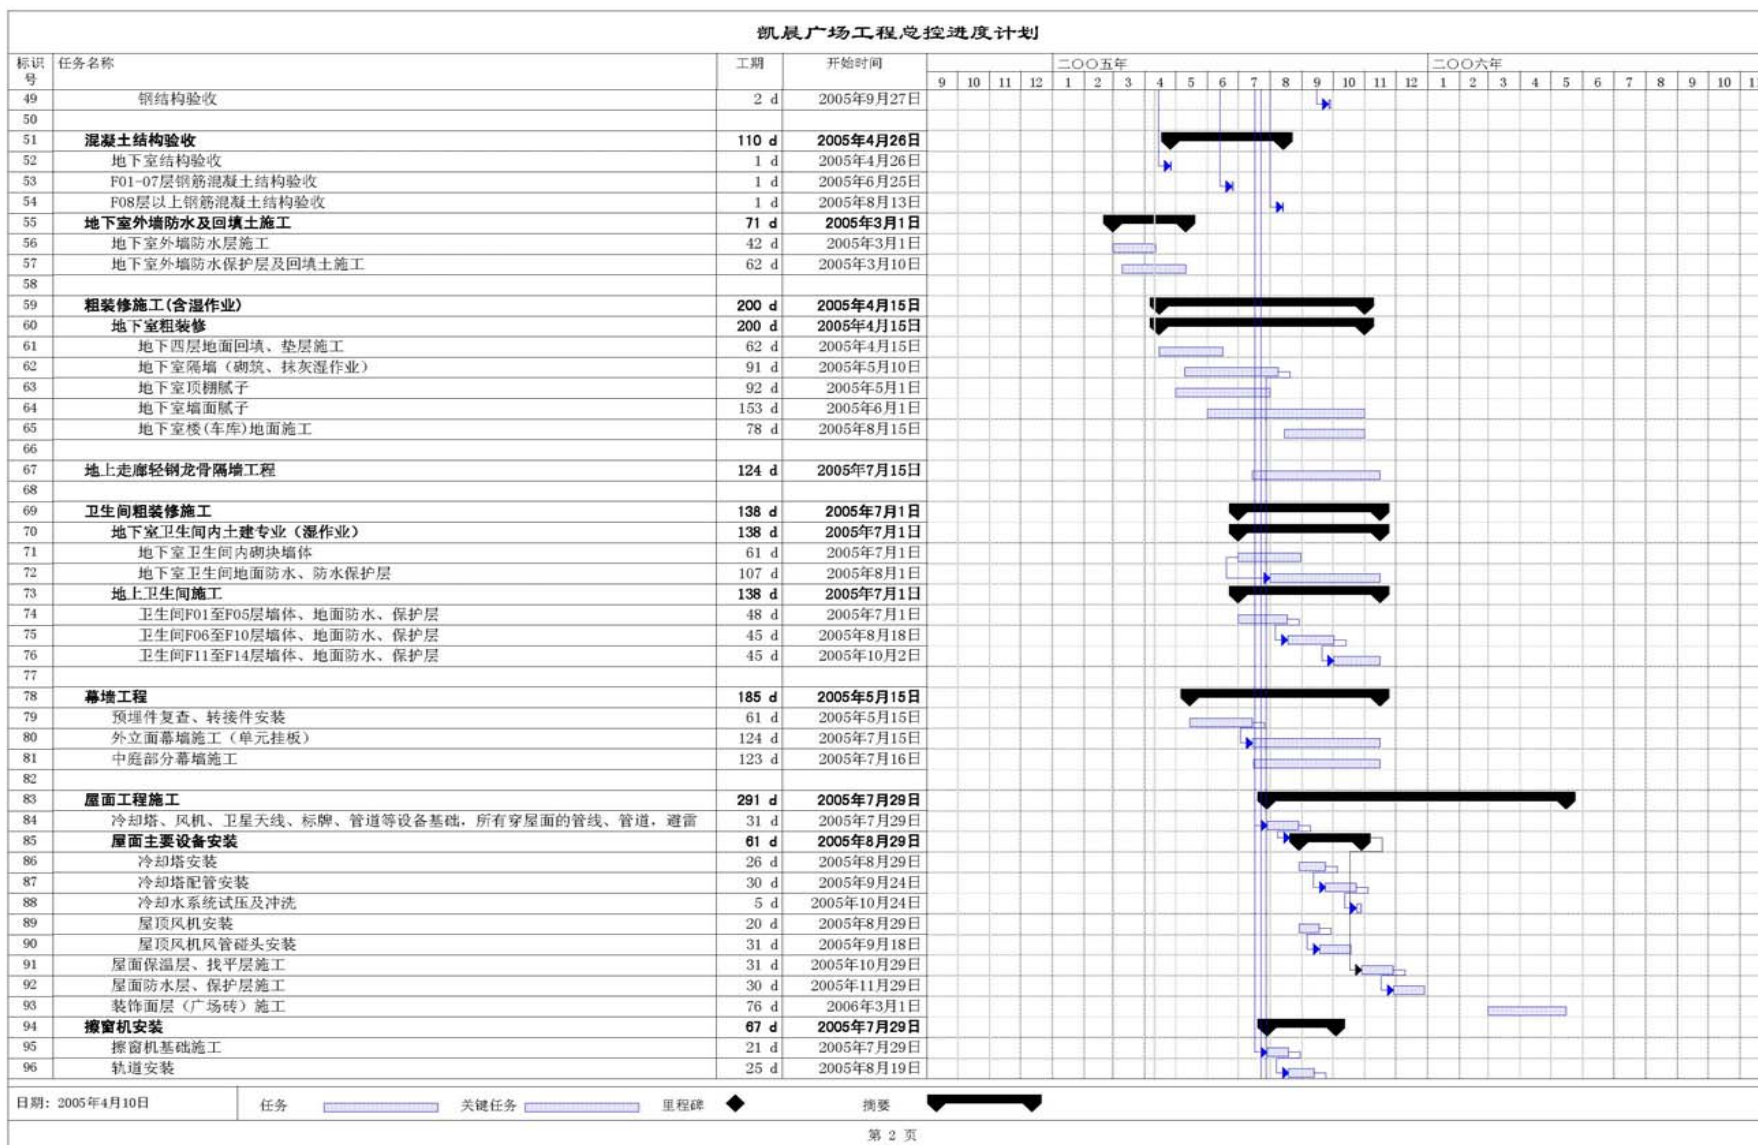 凯晨广场工程总控进度计划
标识号 任务名称 工期 开始时间 二〇〇五年 二〇〇六年
9 10 11 12 1 2 3 4 5 6 7 8 9 10 11 12 1 2 3 4 5 6 7 8 9 10
49 钢结构验收 2 d 2005年9月27日
50
51 混凝土结构验收 110 d 2005年4月26日
52 地下室结构验收 1 d 2005年4月26日
53 F01-07层钢筋混凝土结构验收 1 d 2005年6月25日
54 F08层以上钢筋混凝土结构验收 1 d 2005年8月13日
55 地下室外墙防水及回填土施工 71 d 2005年3月1日
56 地下室外墙防水层施工 42 d 2005年3月1日
57 地下室外墙防水保护层及回填土施工 62 d 2005年3月10日
58
59 粗装修施工(含湿作业) 200 d 2005年4月15日
60 地下室粗装修 200 d 2005年4月15日
61 地下四层地面回填、垫层施工 62 d 2005年4月15日
62 地下室隔墙（砌筑、抹灰湿作业） 91 d 2005年5月10日
63 地下室顶棚腻子 92 d 2005年5月1日
64 地下室墙面腻子 153 d 2005年6月1日
65 地下室楼(车库)地面施工 78 d 2005年8月15日
66
67 地上走廊轻钢龙骨隔墙工程 124 d 2005年7月15日
68
69 卫生间粗装修施工 138 d 2005年7月1日
70 地下室卫生间内土建专业（湿作业） 138 d 2005年7月1日
71 地下室卫生间内砌块墙体 61 d 2005年7月1日
72 地下室卫生间地面防水、防水保护层 107 d 2005年8月1日
73 地上卫生间施工 138 d 2005年7月1日
74 卫生间F01至F05层墙体、地面防水、保护层 48 d 2005年7月1日
75 卫生间F06至F10层墙体、地面防水、保护层 45 d 2005年8月18日
76 卫生间F11至F14层墙体、地面防水、保护层 45 d 2005年10月2日
77
78 幕墙工程 185 d 2005年5月15日
79 预埋件复查、转接件安装 61 d 2005年5月15日
80 外立面幕墙施工（单元挂板） 124 d 2005年7月15日
81 中庭部分幕墙施工 123 d 2005年7月16日
82
83 屋面工程施工 291 d 2005年7月29日
84 冷却塔、风机、卫星天线、标牌、管道等设备基础，所有穿屋面的管线、管道，避雷 31 d 2005年7月29日
85 屋面主要设备安装 61 d 2005年8月29日
86 冷却塔安装 26 d 2005年8月29日
87 冷却塔配管安装 30 d 2005年9月24日
88 冷却水系统试压及冲洗 5 d 2005年10月24日
89 屋顶风机安装 20 d 2005年8月29日
90 屋顶风机风管碰头安装 31 d 2005年9月18日
91 屋面保温层、找平层施工 31 d 2005年10月29日
92 屋面防水层、保护层施工 30 d 2005年11月29日
93 装饰面层（广场砖）施工 76 d 2006年3月1日
94 擦窗机安装 67 d 2005年7月29日
95 擦窗机基础施工 21 d 2005年7月29日
96 轨道安装 25 d 2005年8月19日
日期: 2005年4月10日 任务 关键任务 里程碑 摘要
第 2 页